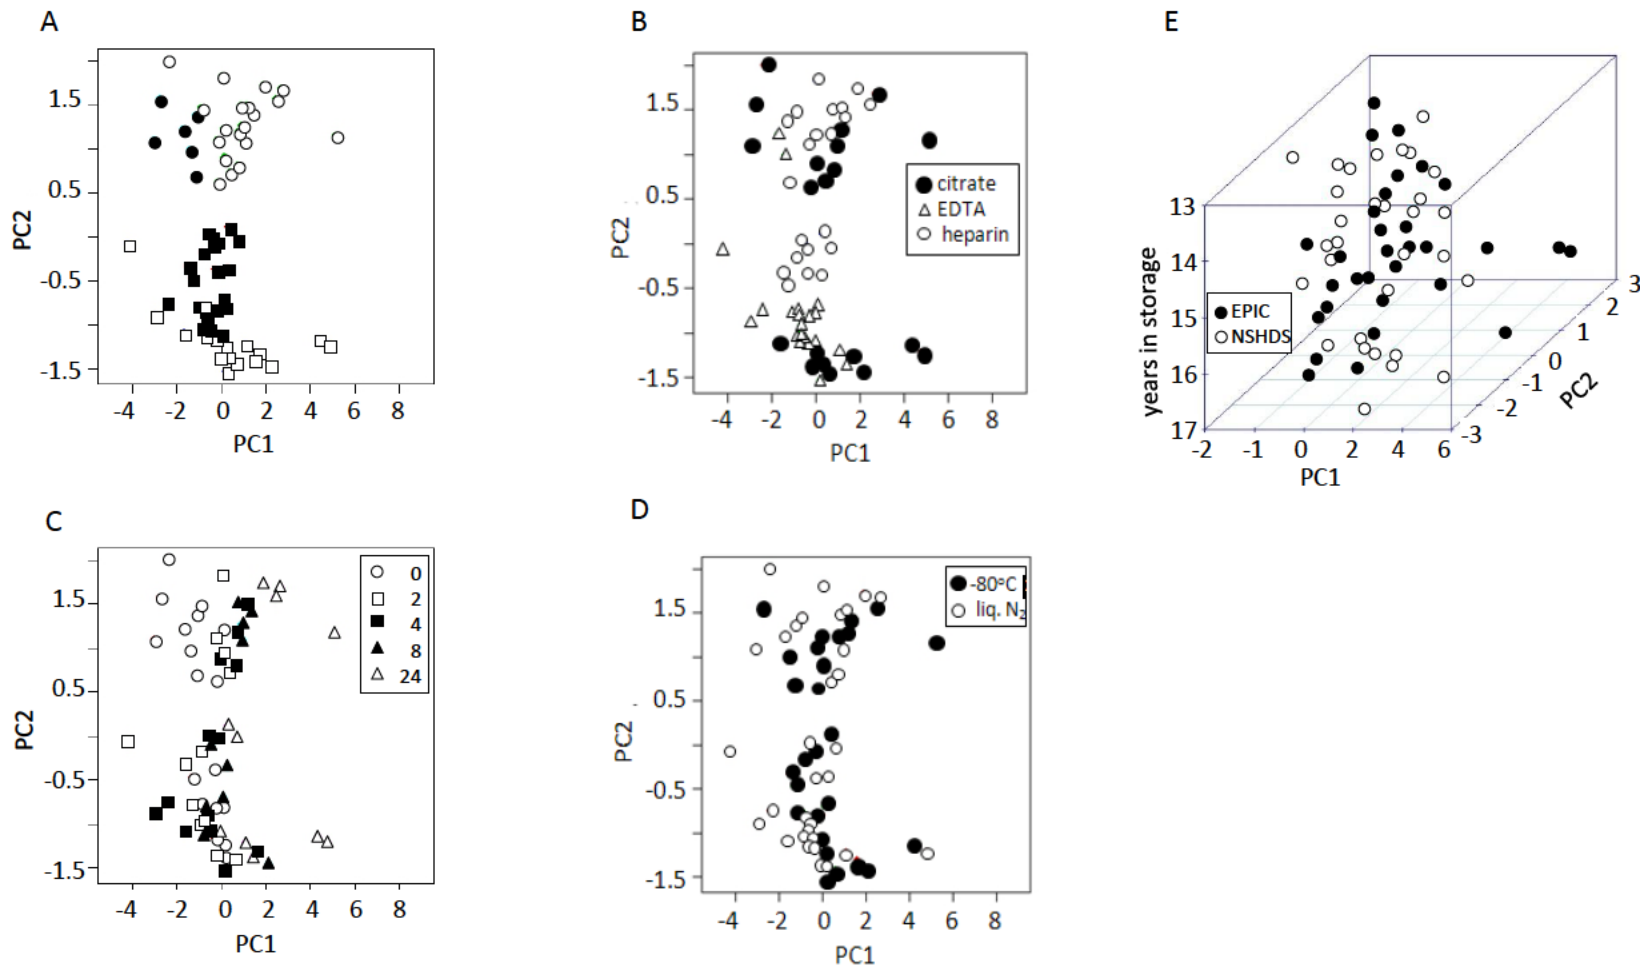 A
PC2
1.5
0.5
-0.5
-1.5
-4 -2 0 2 4 6 8
PC1
B
PC2
1.5
0.5
-0.5
-1.5
citrate
EDTA
heparin
-4 -2 0 2 4 6 8
PC1
E
years in storage
13
14
15
16
17
EPIC
NSHDS
-2 -1 0 2 4 6
PC1
3
2
1
0
-1
-2
-3
PC2
C
PC2
1.5
0.5
-0.5
-1.5
0
2
4
8
24
-4 -2 0 2 4 6 8
PC1
D
PC2
1.5
0.5
-0.5
-1.5
-80°C
liq. N₂
-4 -2 0 2 4 6 8
PC1